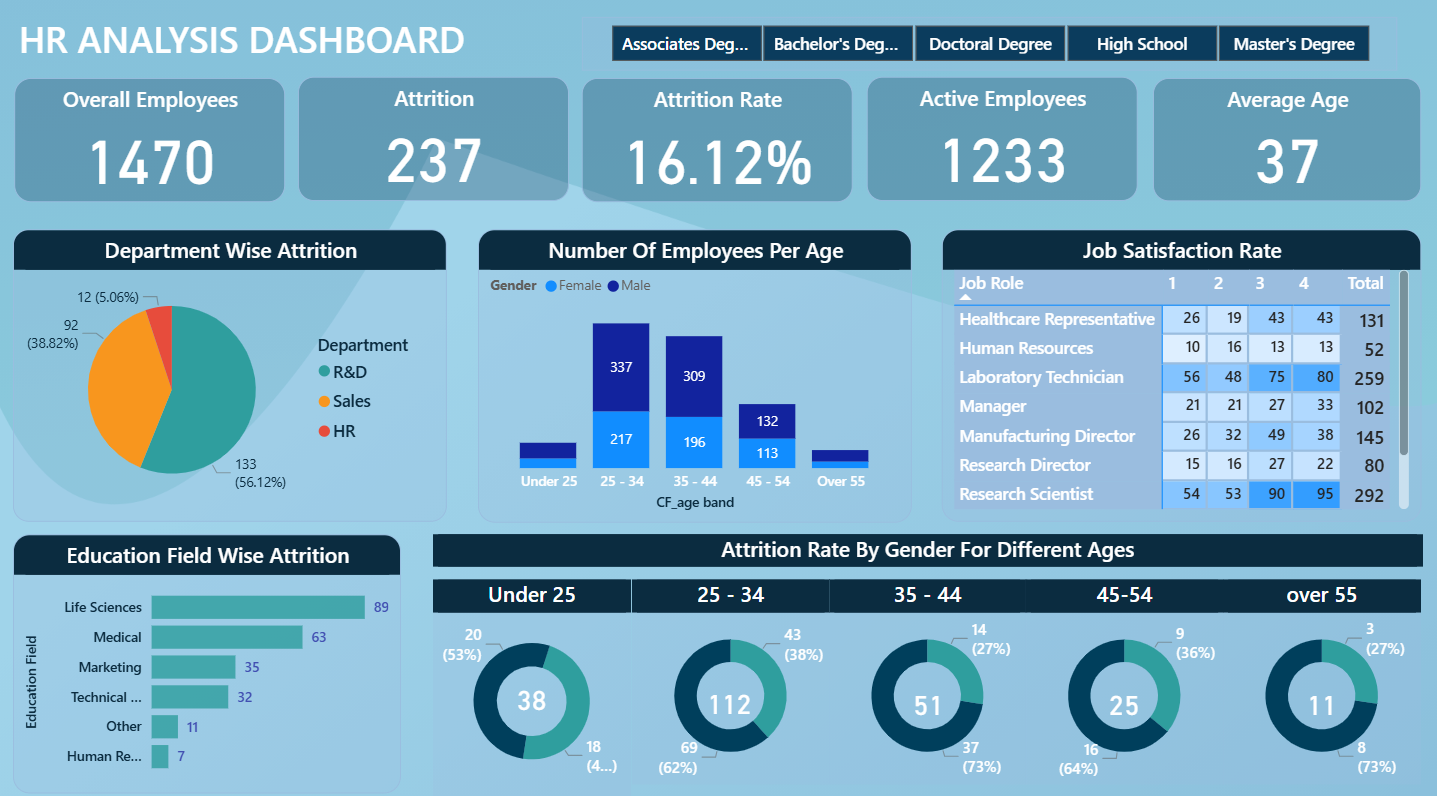 HR ANALYSIS DASHBOARD
Associates Deg...
Bachelor's Deg...
Doctoral Degree
High School
Master's Degree
Overall Employees
1470
Attrition
237
Attrition Rate
16.12%
Active Employees
1233
Average Age
37
Department Wise Attrition
12 (5.06%)
92
(38.82%)
133
(56.12%)
Department
R&D
Sales
HR
Number Of Employees Per Age
Gender Female Male
337
217
309
196
132
113
Under 25 25 - 34 35 - 44 45 - 54 Over 55
CF_age band
Job Satisfaction Rate
Job Role 1 2 3 4 Total
Healthcare Representative 26 19 43 43 131
Human Resources 10 16 13 13 52
Laboratory Technician 56 48 75 80 259
Manager 21 21 27 33 102
Manufacturing Director 26 32 49 38 145
Research Director 15 16 27 22 80
Research Scientist 54 53 90 95 292
Education Field Wise Attrition
Education Field
Life Sciences 89
Medical 63
Marketing 35
Technical ... 32
Other 11
Human Re... 7
Attrition Rate By Gender For Different Ages
Under 25
20
(53%)
38
18
(4...)
25 - 34
43
(38%)
112
69
(62%)
35 - 44
14
(27%)
51
37
(73%)
45-54
9
(36%)
25
16
(64%)
over 55
3
(27%)
11
8
(73%)